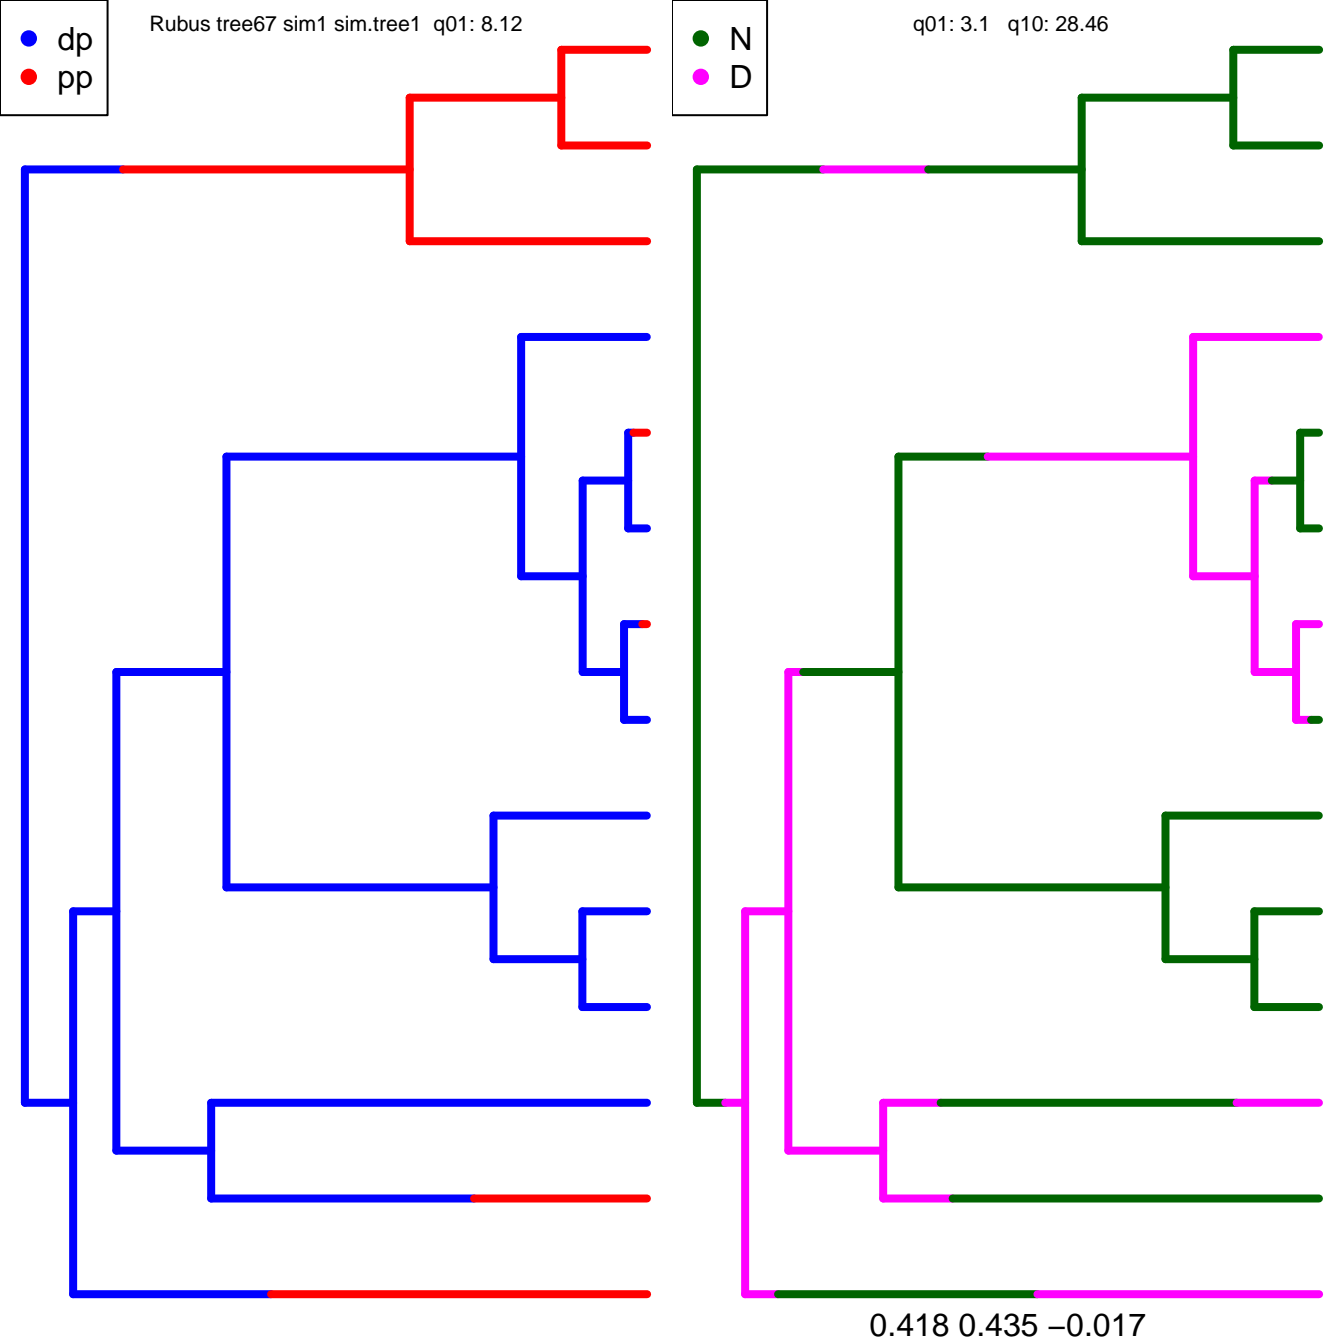 Rubus tree67 sim1 sim.tree1 q01: 8.12
dp
pp
q01: 3.1 q10: 28.46
N
D
0.418 0.435 −0.017